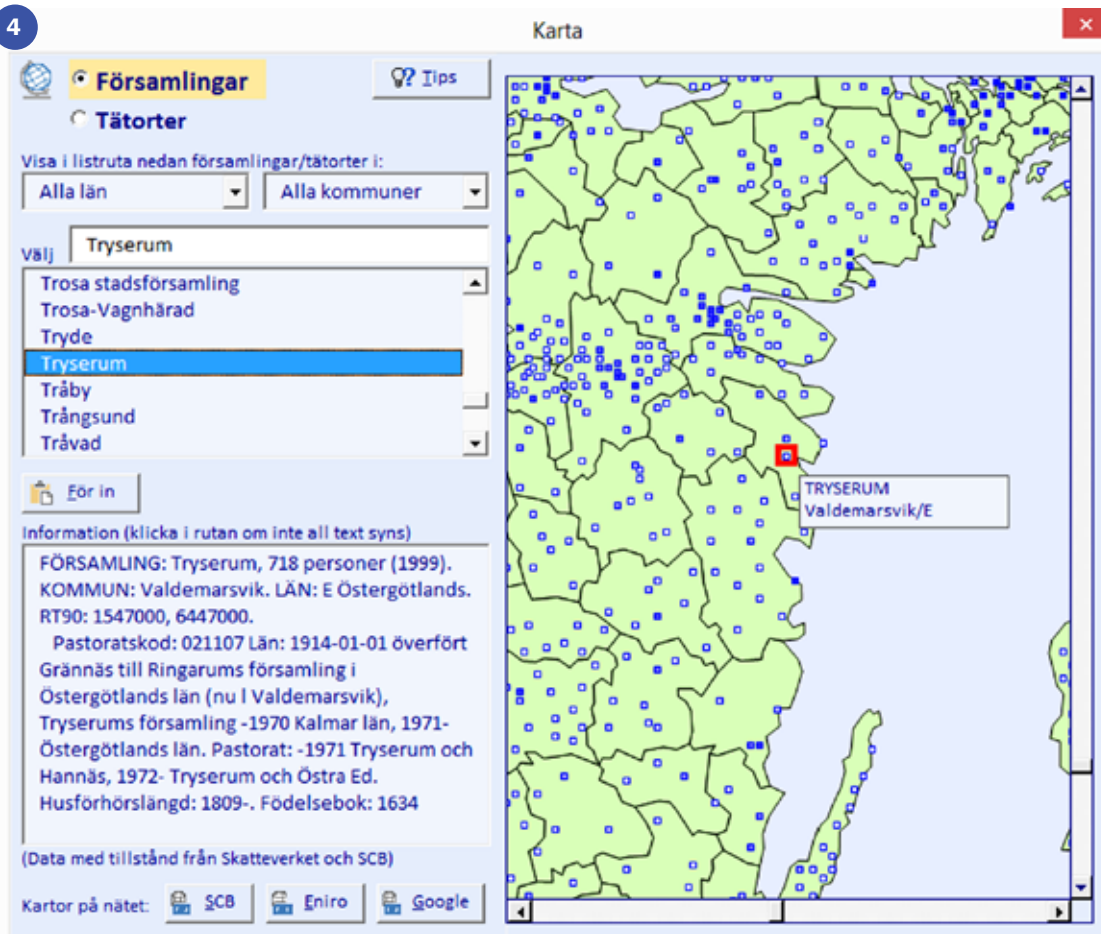 4
Karta
Församlingar
Tips
Tätorter
Visa i listruta nedan församlingar/tätorter i:
Alla län
Alla kommuner
Välj
Tryserum
Trosa stadsförsamling
Trosa-Vagnhärad
Tryde
Tryserum
Tråby
Trångsund
Tråvad
För in
Information (klicka i rutan om inte all text syns)
FÖRSAMLING: Tryserum, 718 personer (1999).
KOMMUN: Valdemarsvik. LÄN: E Östergötlands.
RT90: 1547000, 6447000.
Pastoratskod: 021107 Län: 1914-01-01 överfört
Grännäs till Ringarums församling i
Östergötlands län (nu I Valdemarsvik),
Tryserums församling -1970 Kalmar län, 1971-
Östergötlands län. Pastorat: -1971 Tryserum och
Hannäs, 1972- Tryserum och Östra Ed.
Husförhörslängd: 1809-. Födelsebok: 1634
(Data med tillstånd från Skatteverket och SCB)
Kartor på nätet:
SCB
Eniro
Google
TRYSERUM
Valdemarsvik/E